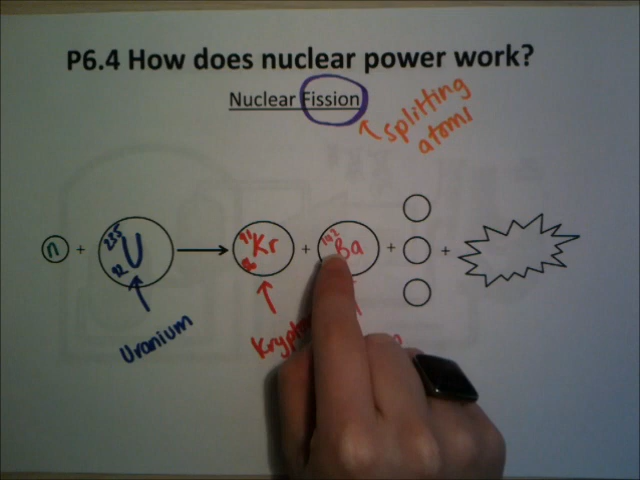 P6.4 How does nuclear power work?
Nuclear Fission
splitting
atoms
n + 235 92 U → 91 Kr + 142 Ba + +
Uranium